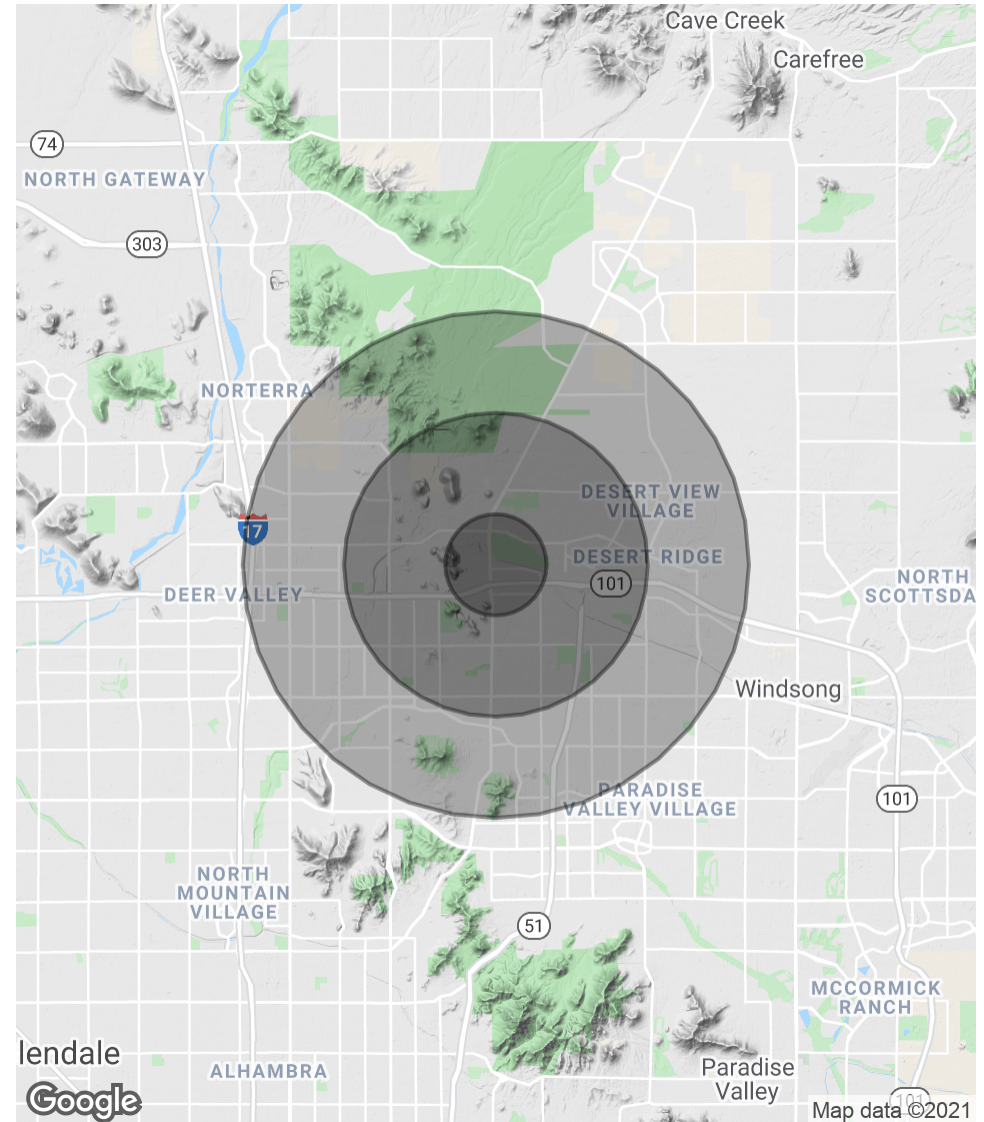 Cave Creek
Carefree
74
NORTH GATEWAY
303
NORTERRA
DESERT VIEW
VILLAGE
17
DESERT RIDGE
101
DEER VALLEY
NORTH
SCOTTSDA
Windsong
PARADISE
VALLEY VILLAGE
101
NORTH
MOUNTAIN
VILLAGE
51
MCCORMICK
RANCH
lendale
ALHAMBRA
Paradise
Valley
Google
101
Map data ©2021